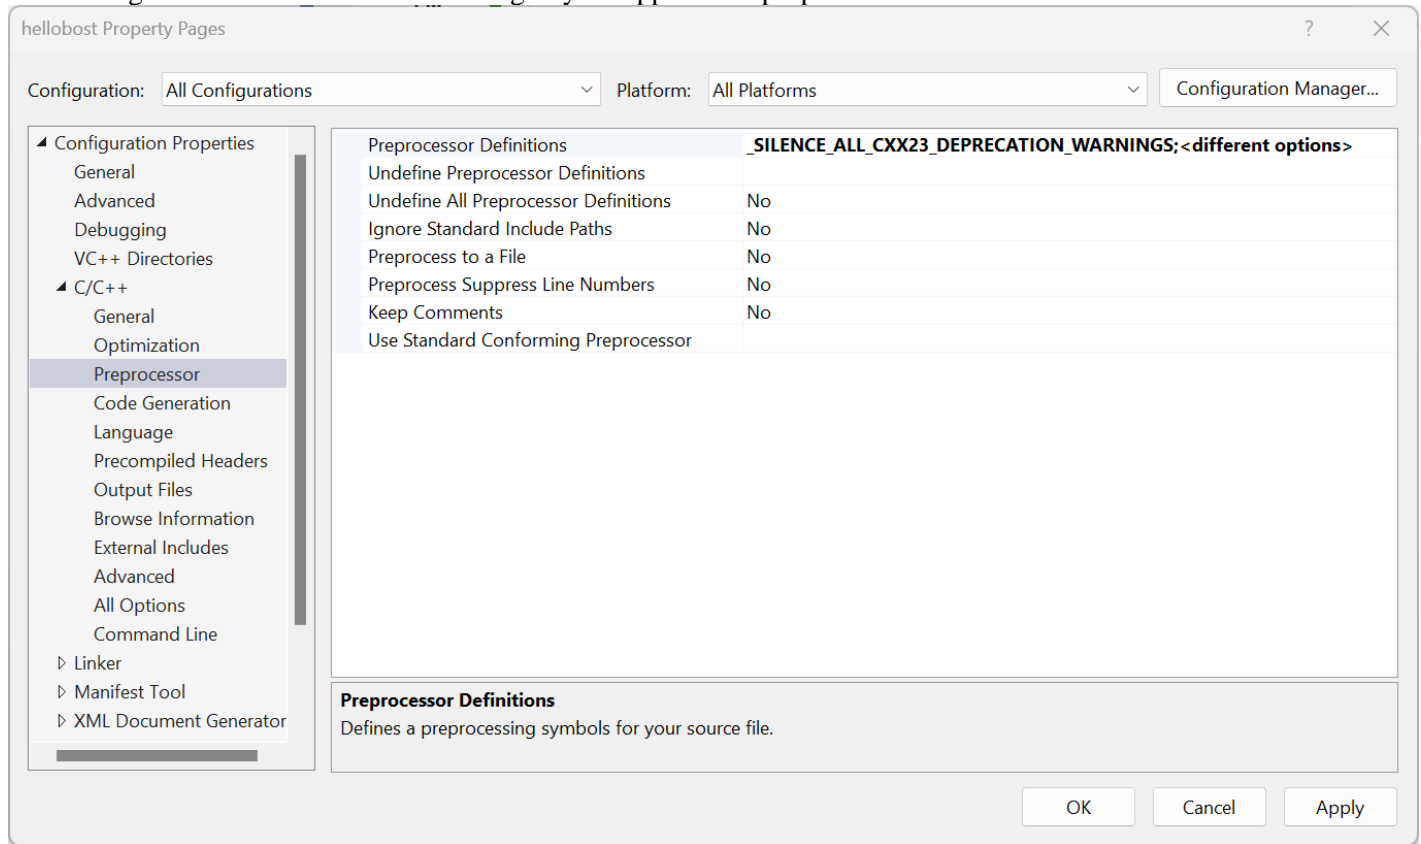 hellobost Property Pages
?
Configuration: All Configurations Platform: All Platforms Configuration Manager...
Configuration Properties
General
Advanced
Debugging
VC++ Directories
C/C++
General
Optimization
Preprocessor
Code Generation
Language
Precompiled Headers
Output Files
Browse Information
External Includes
Advanced
All Options
Command Line
Linker
Manifest Tool
XML Document Generator
Preprocessor Definitions _SILENCE_ALL_CXX23_DEPRECATION_WARNINGS;<different options>
Undefine Preprocessor Definitions
Undefine All Preprocessor Definitions No
Ignore Standard Include Paths No
Preprocess to a File No
Preprocess Suppress Line Numbers No
Keep Comments No
Use Standard Conforming Preprocessor
Preprocessor Definitions
Defines a preprocessing symbols for your source file.
OK Cancel Apply